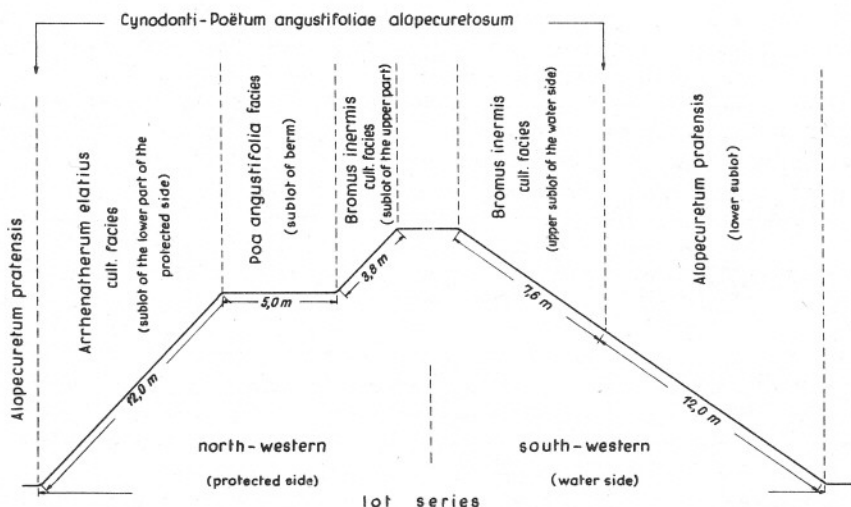 Cynodonti-Poëtum angustifoliae alopecuretosum
Alopecuretum pratensis
Arrhenatherum elatius
cult. facies
(sublot of the lower part of the
protected side)
Poa angustifolia facies
(sublot of berm)
Bromus inermis
cult. facies
(sublot of the upper part)
Bromus inermis
cult. facies
(upper sublot of the water side)
Alopecuretum pratensis
(lower sublot)
12,0 m
5,0 m
3,8 m
7,6 m
12,0 m
north-western
(protected side)
south-western
(water side)
lot series